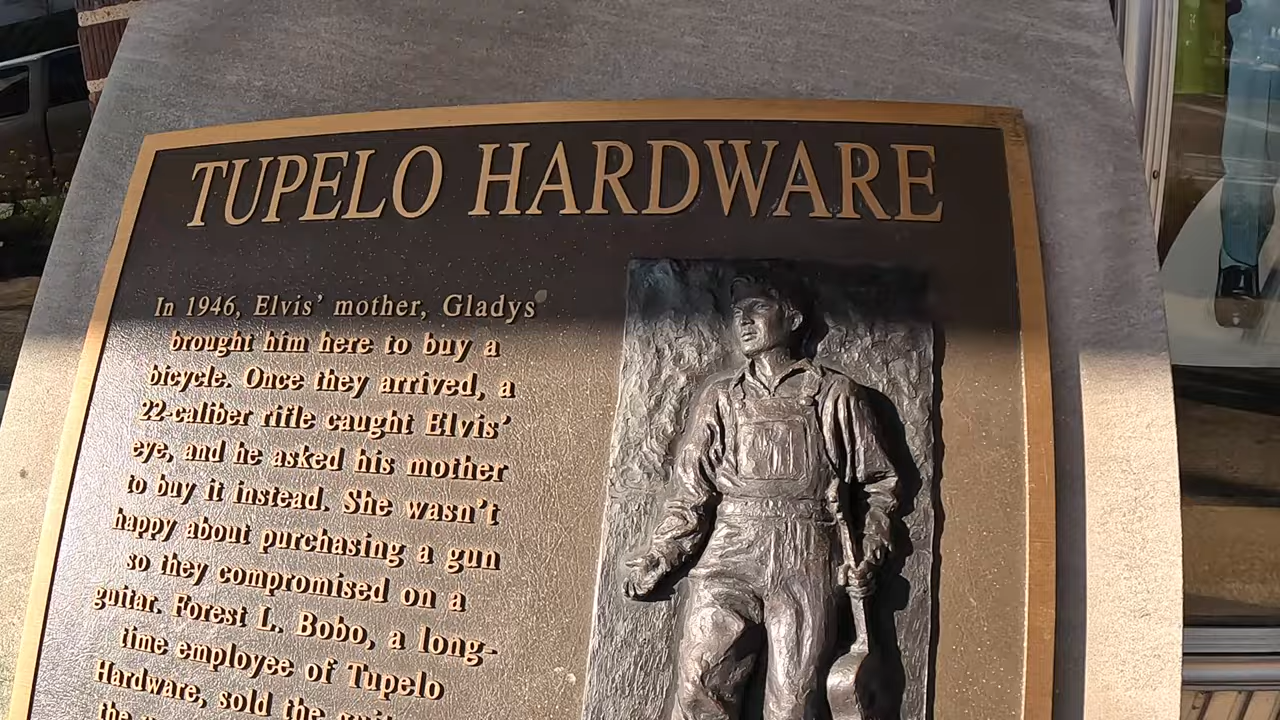 TUPELO HARDWARE
In 1946, Elvis' mother, Gladys
brought him here to buy a
bicycle. Once they arrived, a
22-caliber rifle caught Elvis'
eye, and he asked his mother
to buy it instead. She wasn't
happy about purchasing a gun
so they compromised on a
guitar. Forest L. Bobo, a long-
time employee of Tupelo
Hardware, sold the
the